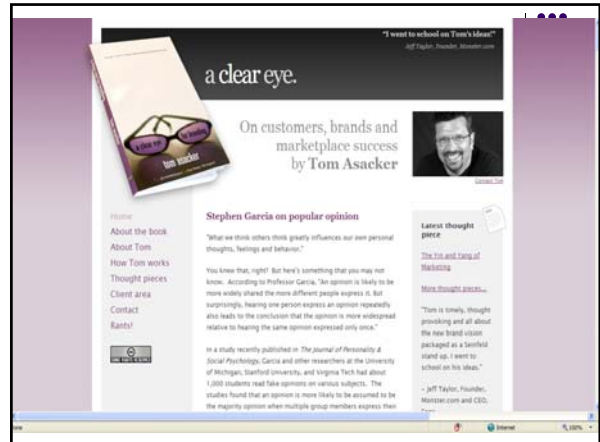 "I went to school on Tom's ideas!"
Jeff Taylor, Founder, Monster.com
a clear eye.
a clear eye
for branding
tom asacker
On customers, brands and
marketplace success
by Tom Asacker
Contact Tom
Home
About the book
About Tom
How Tom works
Thought pieces
Client area
Contact
Rants!
SOME RIGHTS RESERVED
Stephen Garcia on popular opinion
"What we think others think greatly influences our own personal
thoughts, feelings and behavior."
You knew that, right? But here's something that you may not
know. According to Professor Garcia, "An opinion is likely to be
more widely shared the more different people express it. But
surprisingly, hearing one person express an opinion repeatedly
also leads to the conclusion that the opinion is more widespread
relative to hearing the same opinion expressed only once."
In a study recently published in The Journal of Personality &
Social Psychology, Garcia and other researchers at the University
of Michigan, Stanford University, and Virginia Tech had about
1,000 students read fake opinions on various subjects. The
studies found that an opinion is more likely to be assumed to be
the majority opinion when multiple group members express their
Latest thought
piece
The Yin and Yang of
Marketing
More thought pieces...
"Tom is timely, thought
provoking and all about
the new brand vision
packaged as a Seinfeld
stand up. I went to
school on his ideas."
– Jeff Taylor, Founder,
Monster.com and CEO,
Internet
100%